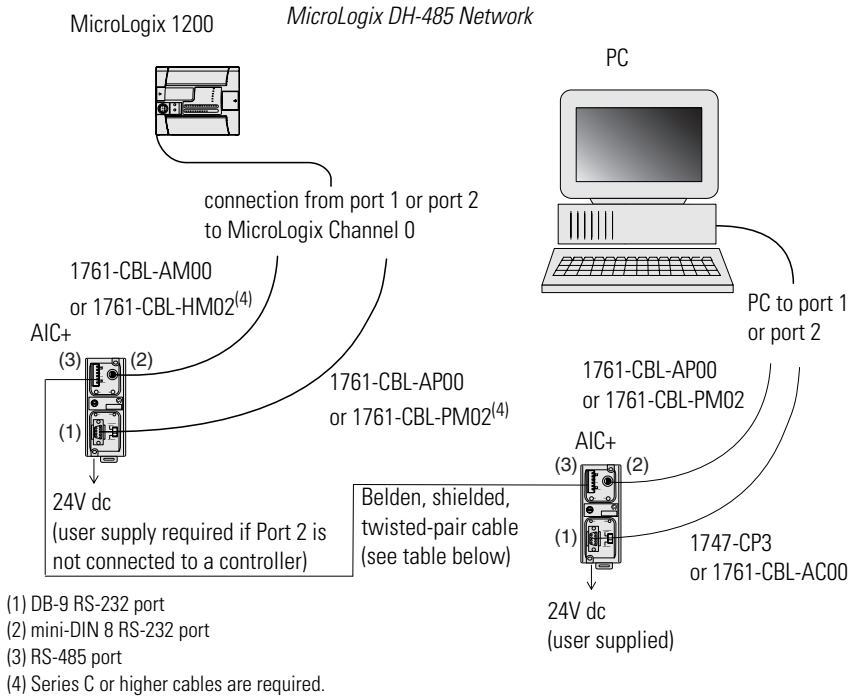 MicroLogix DH-485 Network
MicroLogix 1200
PC
connection from port 1 or port 2
to MicroLogix Channel 0
1761-CBL-AM00
or 1761-CBL-HM02(4)
AIC+
(3)
(2)
(1)
24V dc
(user supply required if Port 2 is
not connected to a controller)
1761-CBL-AP00
or 1761-CBL-PM02(4)
Belden, shielded,
twisted-pair cable
(see table below)
PC to port 1
or port 2
1761-CBL-AP00
or 1761-CBL-PM02
AIC+
(3)
(2)
(1)
1747-CP3
or 1761-CBL-AC00
24V dc
(user supplied)
(1) DB-9 RS-232 port
(2) mini-DIN 8 RS-232 port
(3) RS-485 port
(4) Series C or higher cables are required.